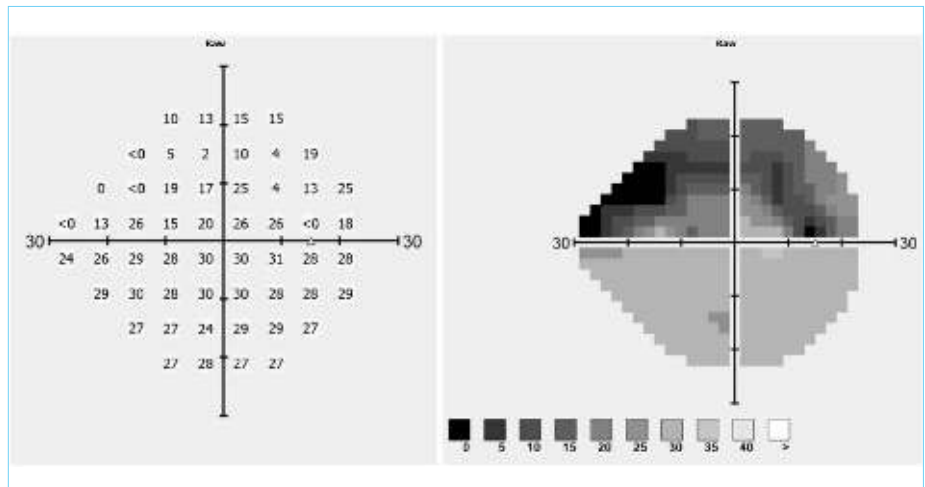 Raw
10 13 15 15
<0 5 2 10 4 19
0 <0 19 17 25 4 13 25
<0 13 26 15 20 26 26 <0 18
30 30
24 26 29 28 30 30 31 28 28
29 30 28 30 30 28 28 29
27 27 24 29 29 27
27 28 27 27
Raw
30 30
0 5 10 15 20 25 30 35 40 >